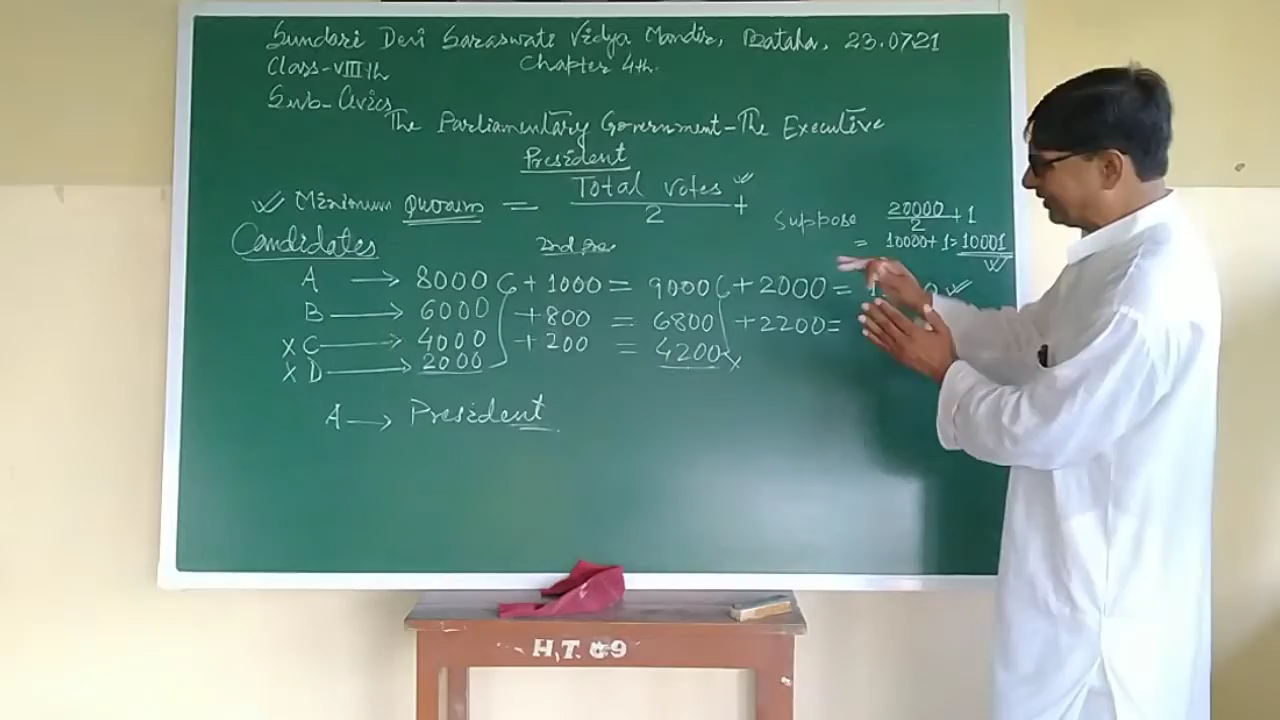 Sundari Devi Saraswati Vidya Mandir, Bataha, 23.07.21
Class-VIIIth Chapter 4th.
Sub-Civics
The Parliamentary Government-The Executive
President
✓ Minimum Quorum = Total votes / 2 + ✓
Suppose 20000/2 + 1
= 10000+1=10001 ✓
Candidates 2nd pre.
A → 8000 + 1000 = 9000 + 2000 = ✓
B → 6000 +800 = 6800 +2200=
X C → 4000 +200 = 4200 X
X D → 2000
A → President
H.T. 09